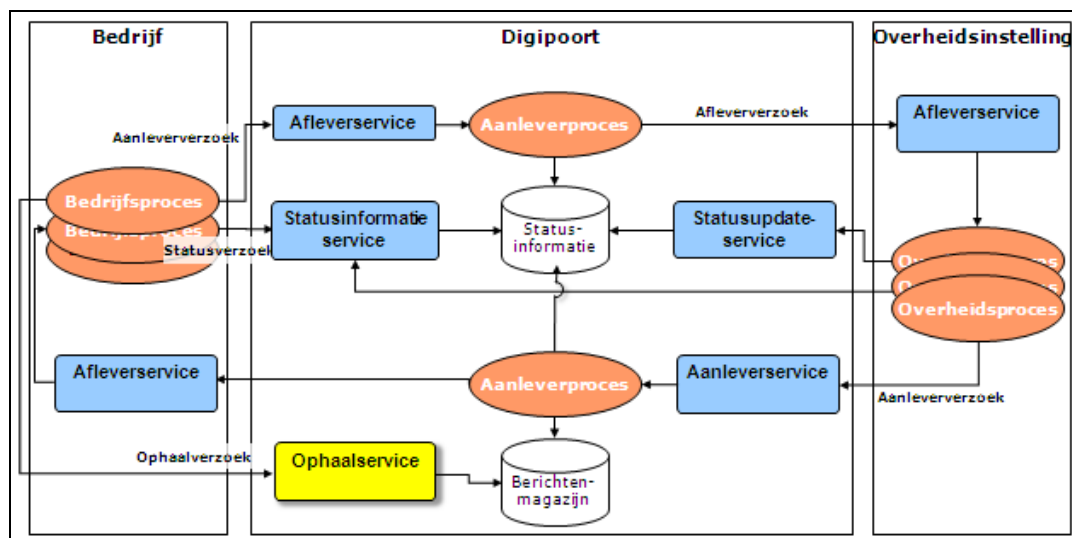 Bedrijf
Digipoort
Overheidsinstelling
Afleverservice
Aanleverproces
Afleververzoek
Afleverservice
Aanleververzoek
Bedrijfsproces
Bedrijfsproces
Statusverzoek
Statusinformatie
service
Status-
informatie
Statusupdate-
service
Overheidsproces
Afleverservice
Aanleverproces
Aanleverservice
Aanleververzoek
Ophaalverzoek
Ophaalservice
Berichten-
magazijn